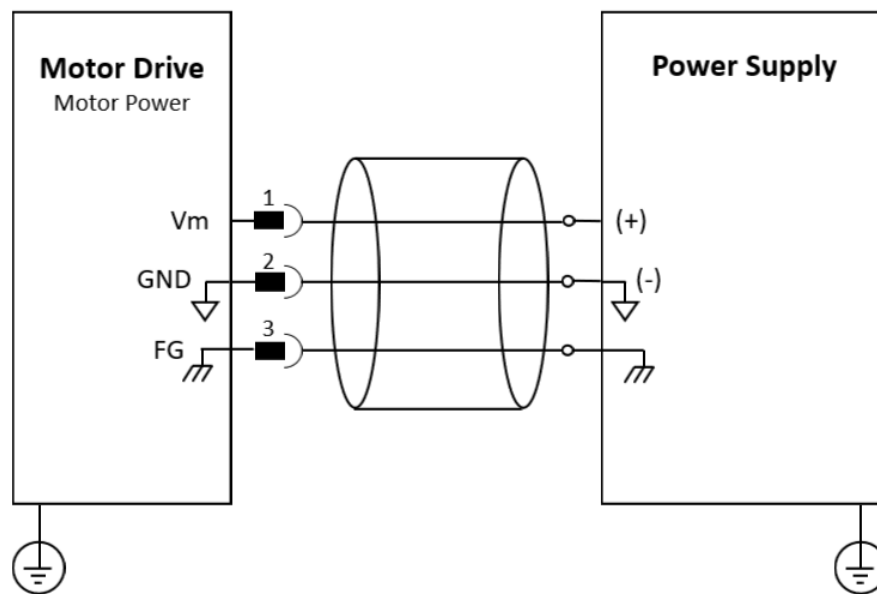 Motor Drive
Motor Power
Power Supply
1
Vm
(+)
2
GND
(-)
3
FG